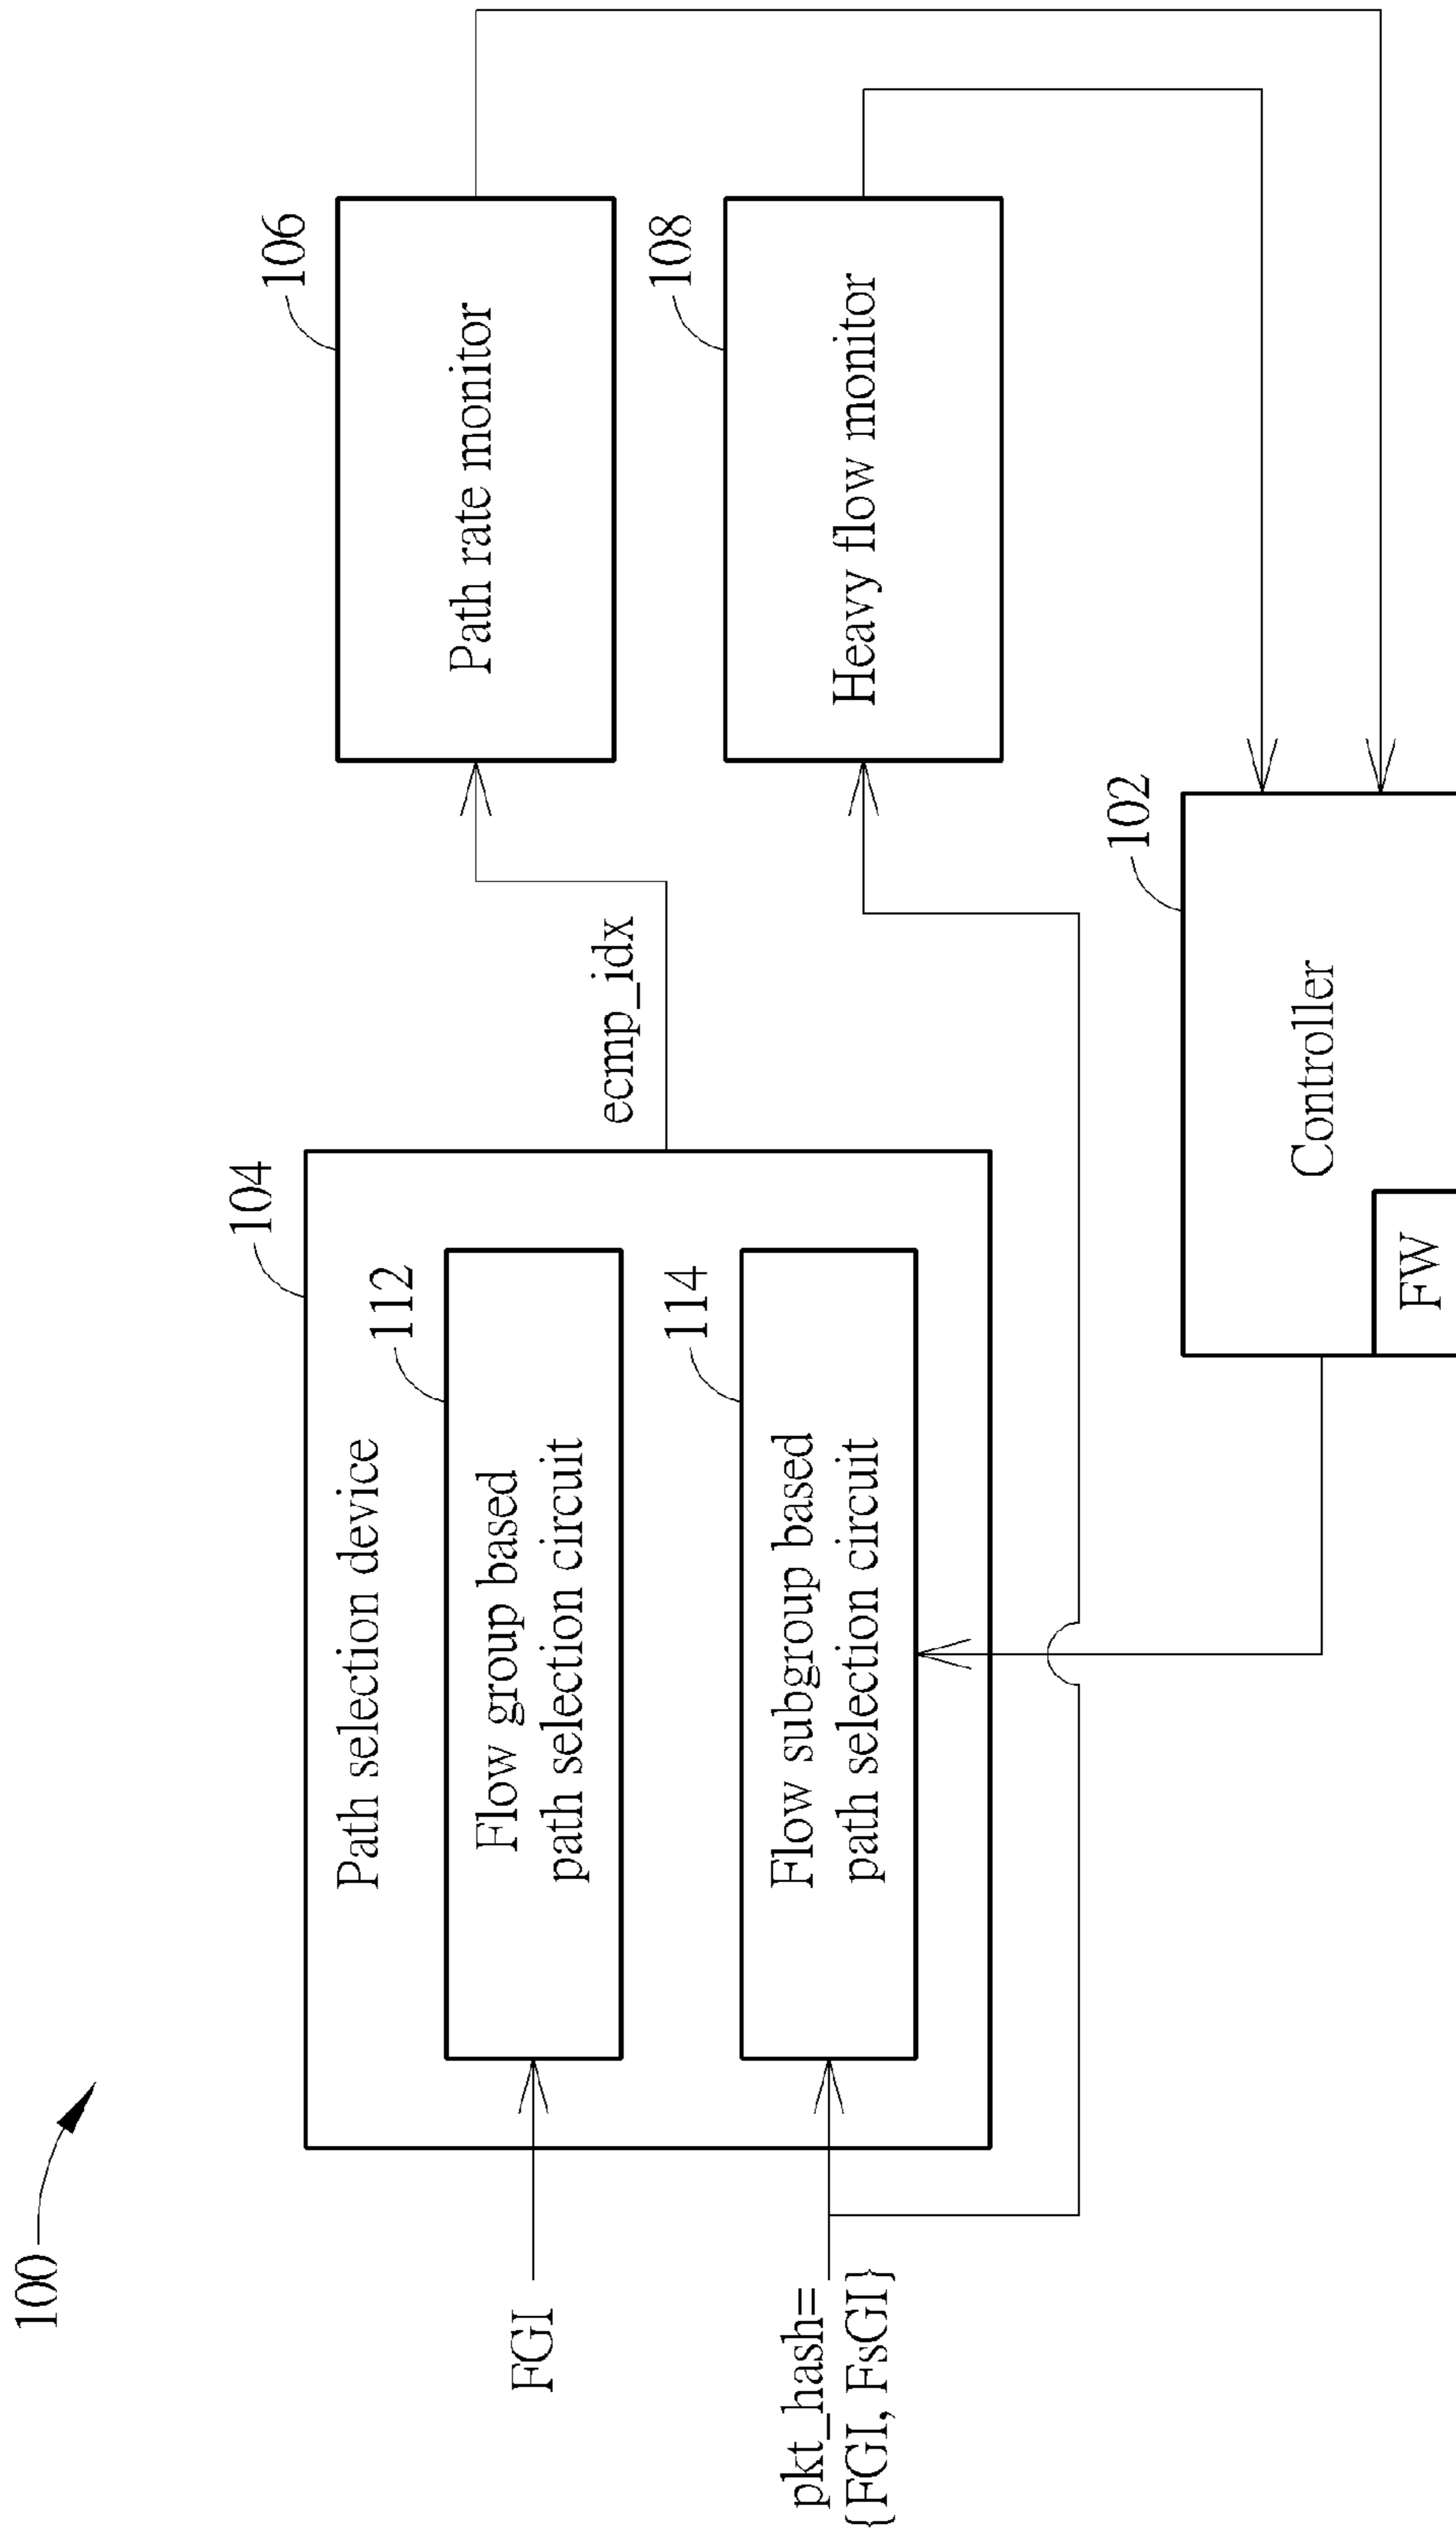 100
104
Path selection device
112
Flow group based
path selection circuit
114
Flow subgroup based
path selection circuit
FGI
pkt_hash=
{FGI, FsGI}
ecmp_idx
106
Path rate monitor
108
Heavy flow monitor
102
Controller
FW